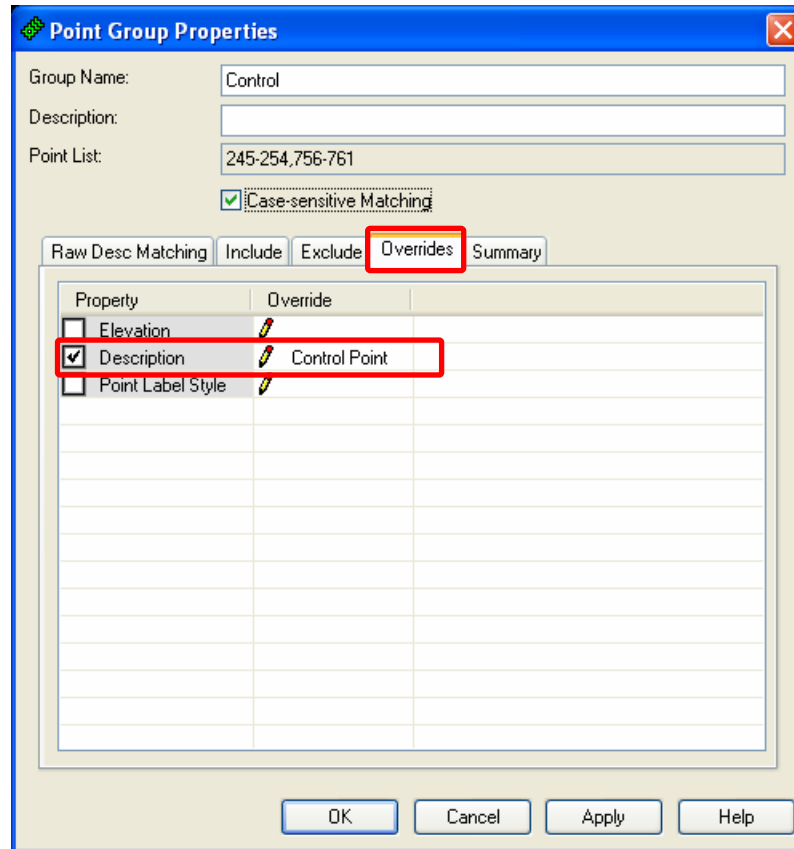 Point Group Properties
Group Name: Control
Description:
Point List: 245-254,756-761
Case-sensitive Matching
Raw Desc Matching Include Exclude Overrides Summary
Property Override
Elevation
Description Control Point
Point Label Style
OK Cancel Apply Help